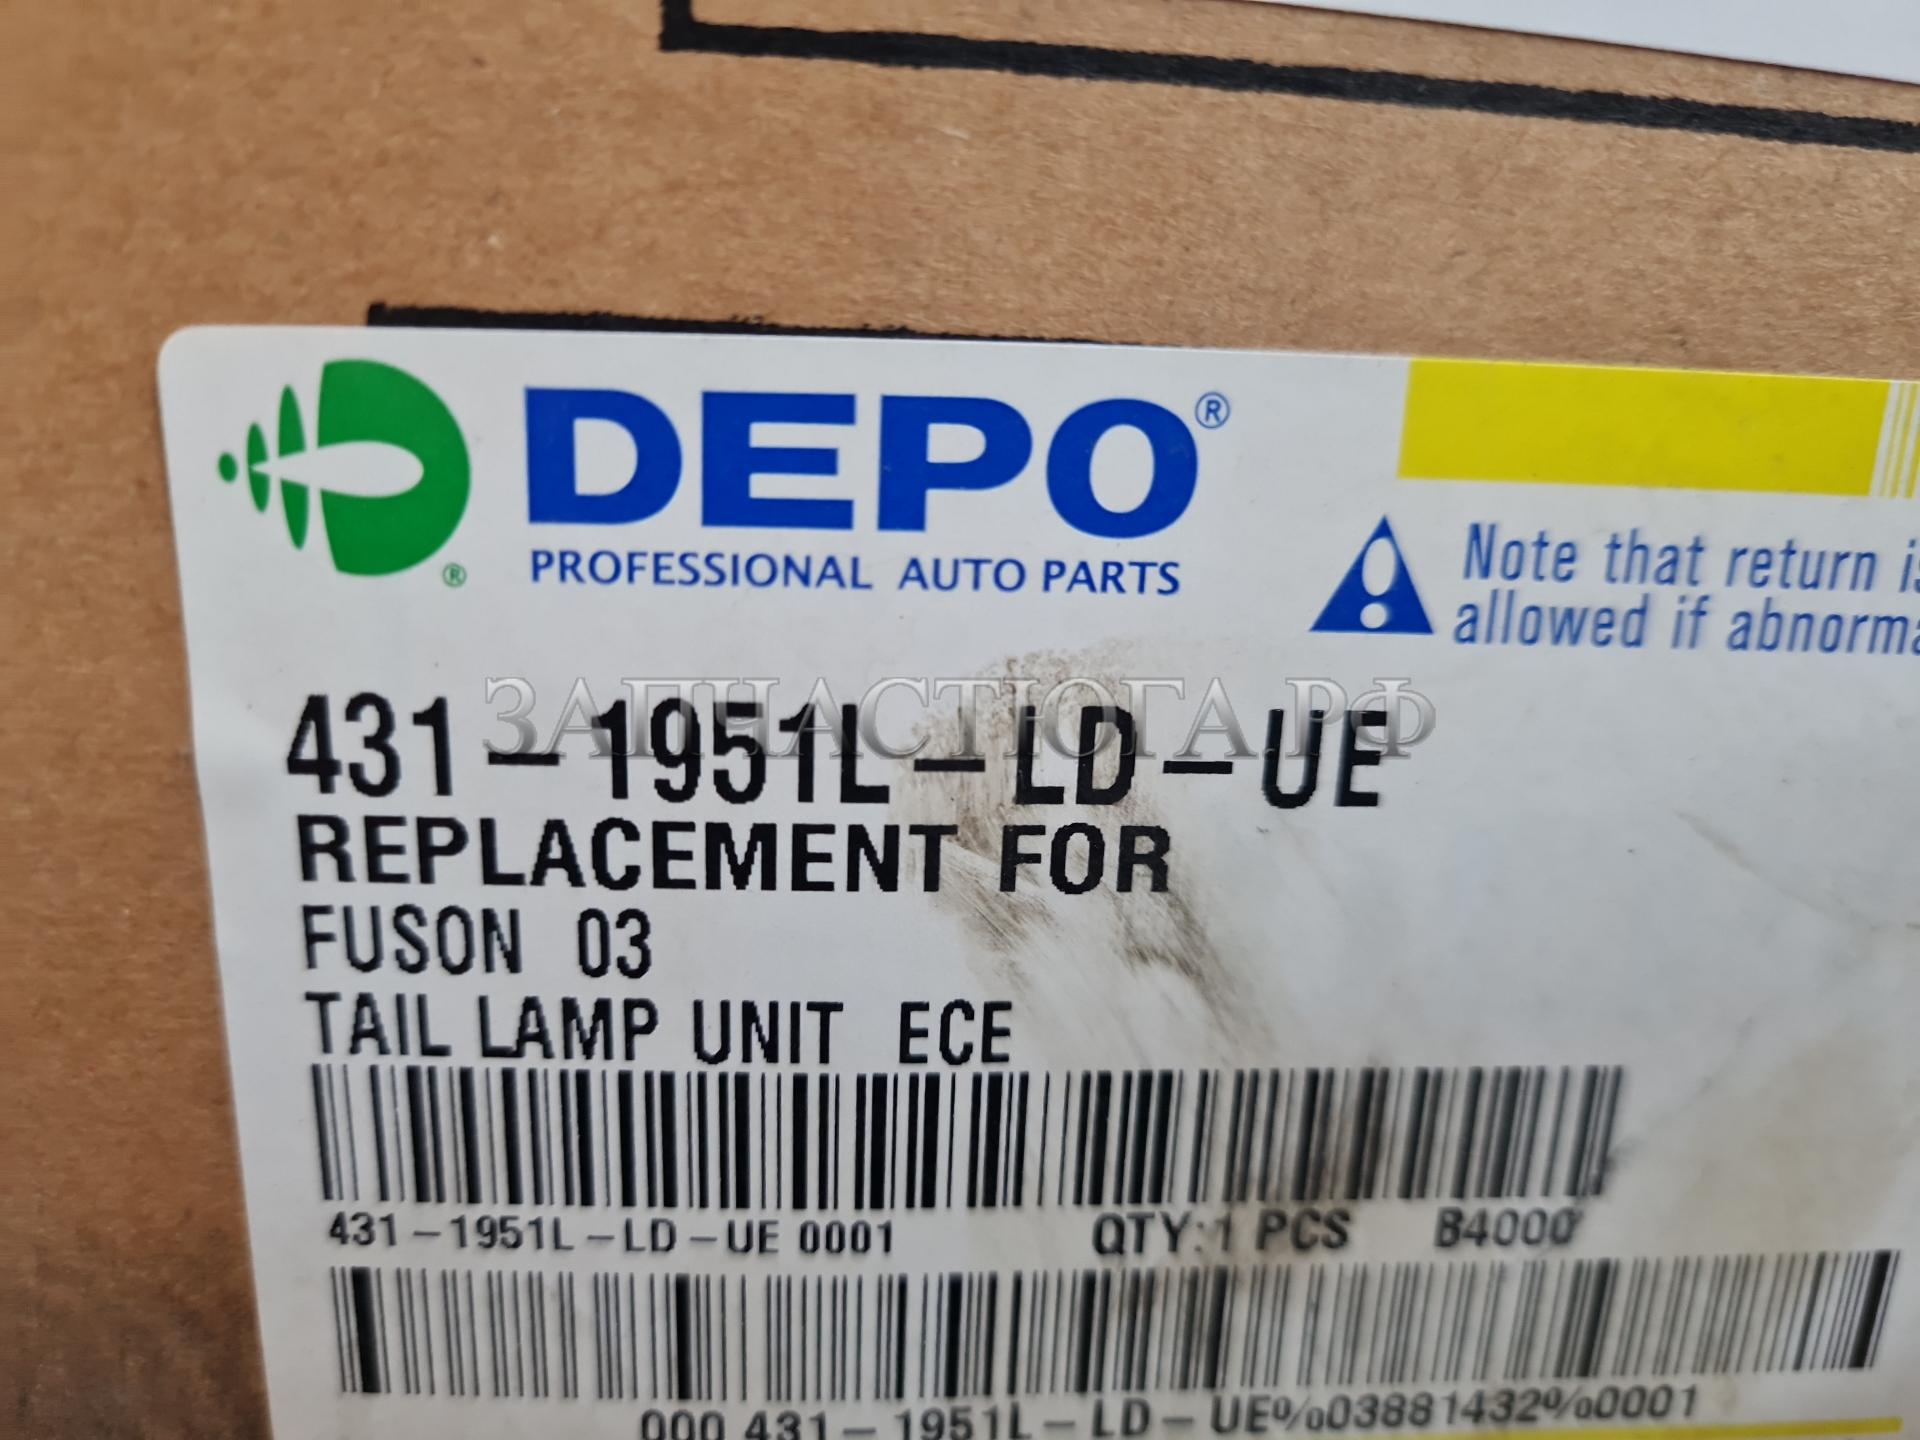 DEPO®
®
PROFESSIONAL AUTO PARTS
Note that return
allowed if
431-1951L-LD-UE
ЗАПЧАСТЮГА.РФ
REPLACEMENT FOR
FUSON 03
TAIL LAMP UNIT ECE
431-1951L-LD-UE 0001 QTY:1 PCS B4000
000 431-1951L-LD-UE%03881432%0001